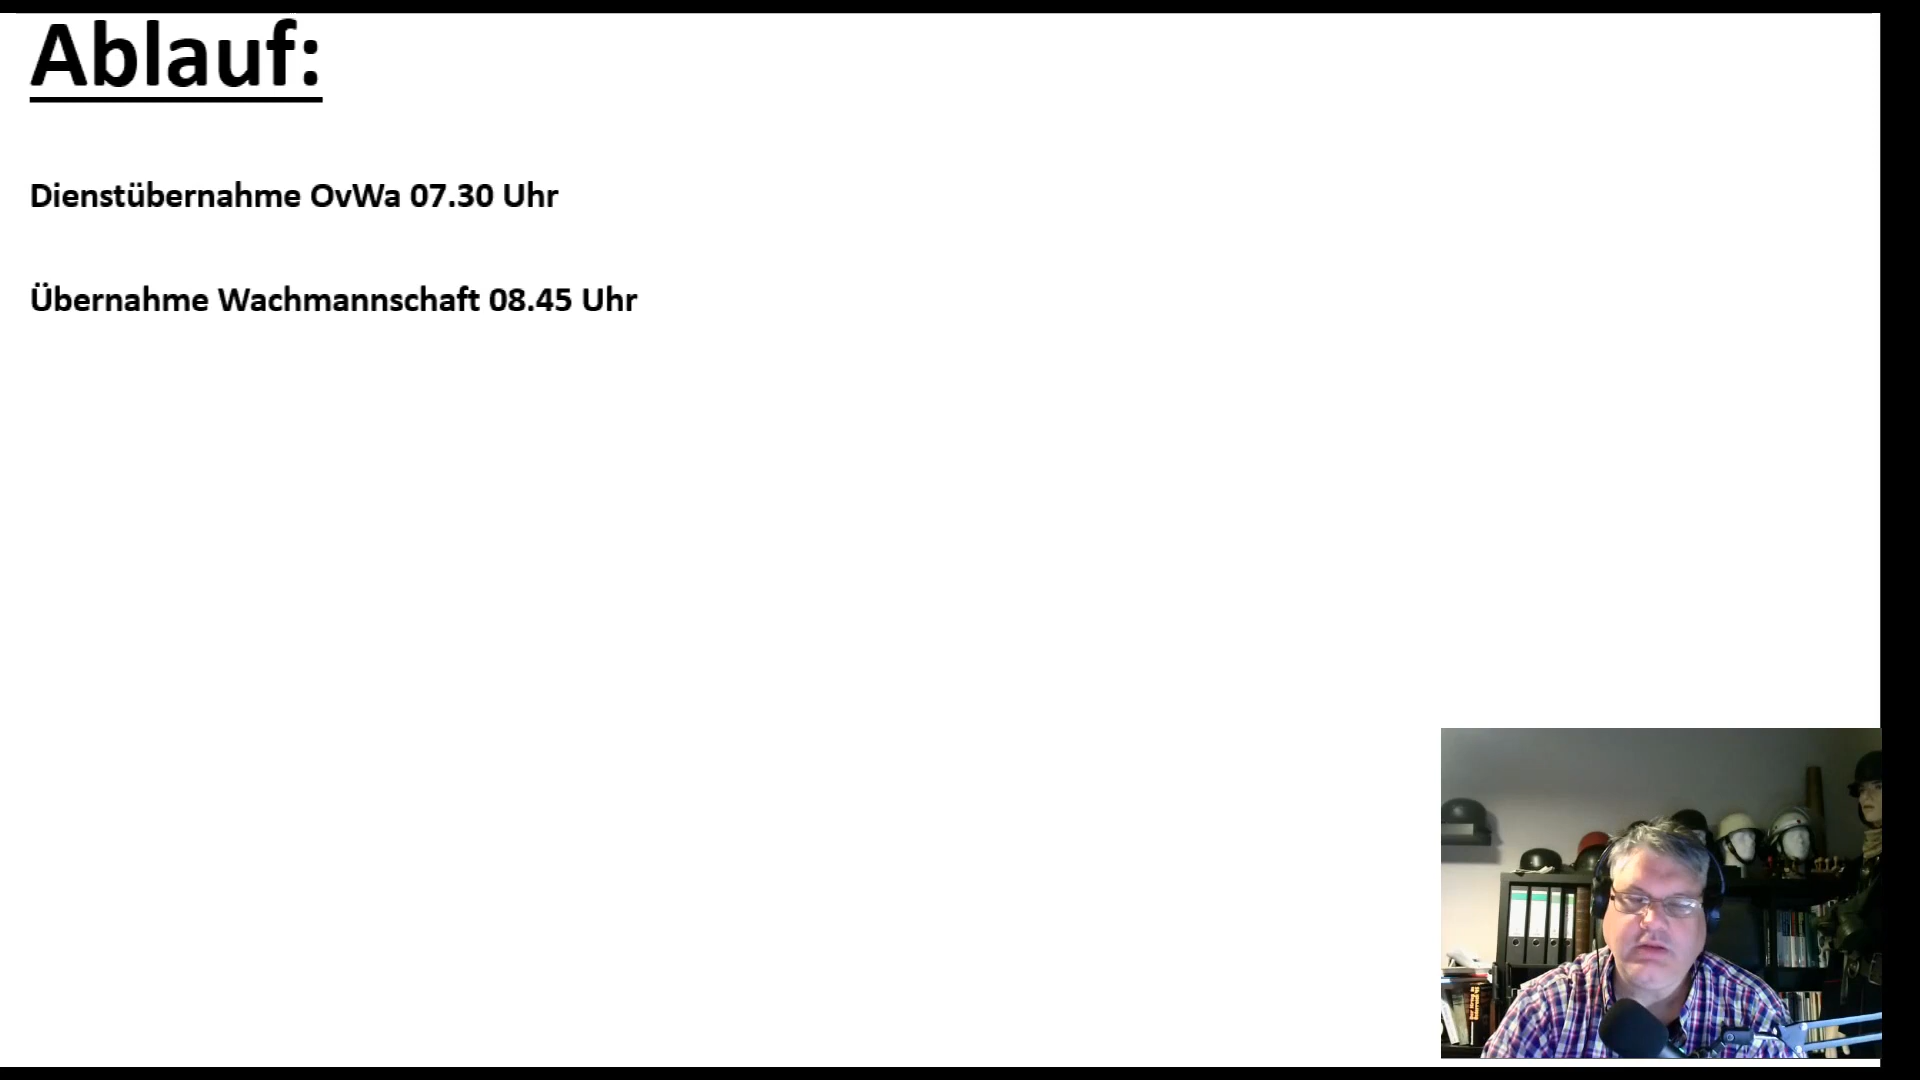 Ablauf:
Dienstübernahme OvWa 07.30 Uhr
Übernahme Wachmannschaft 08.45 Uhr